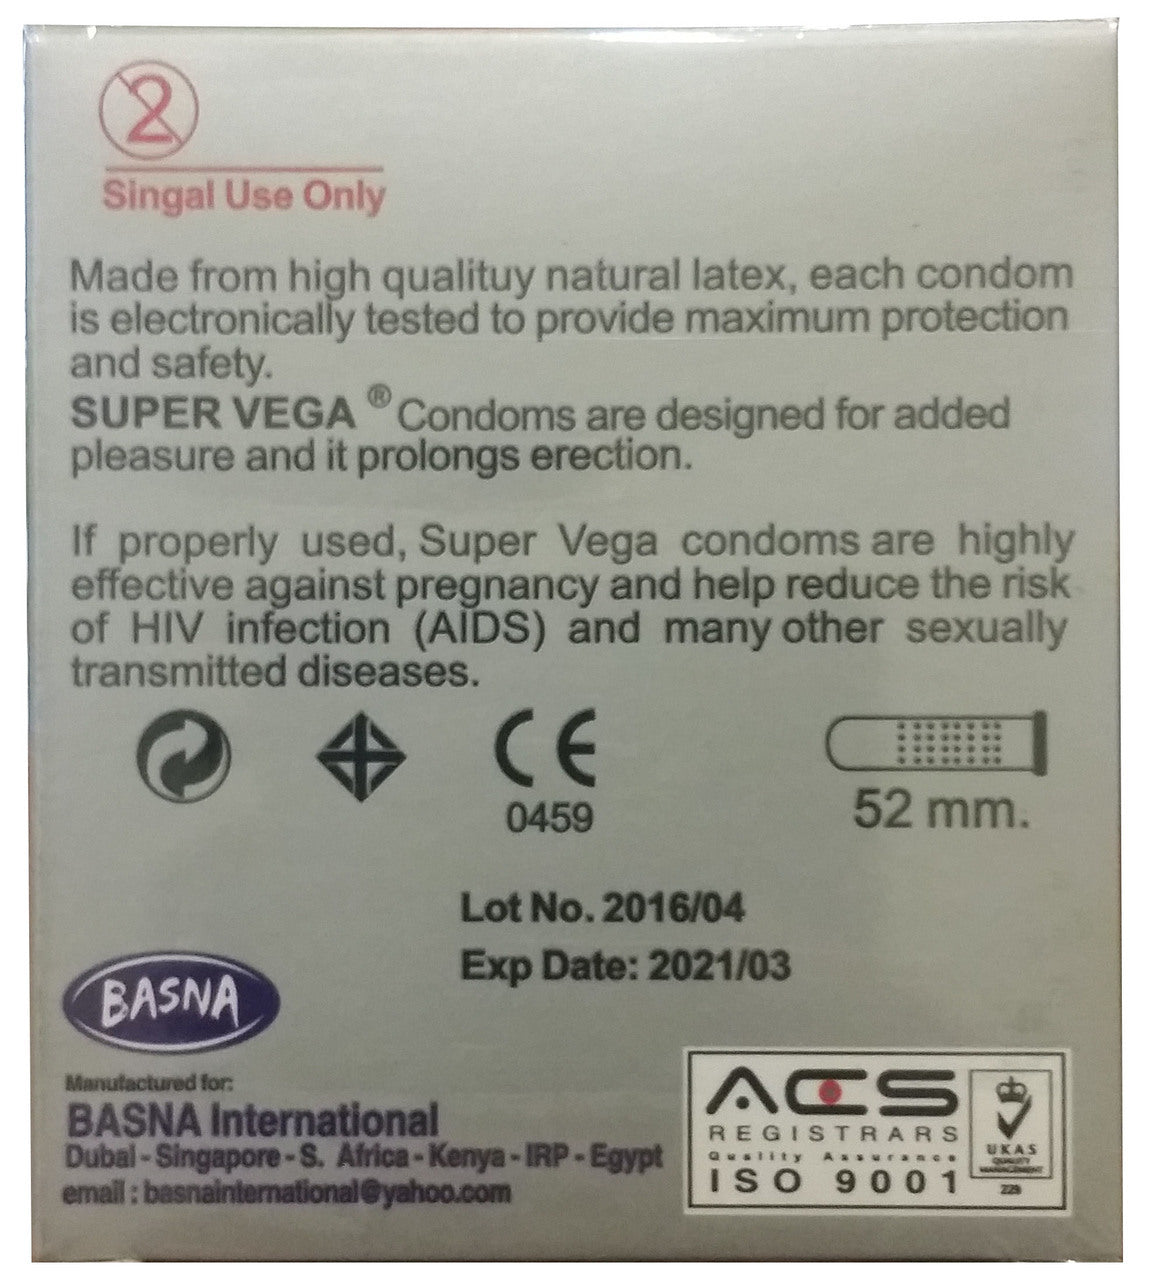 2
Singal Use Only
Made from high qualituy natural latex, each condom
is electronically tested to provide maximum protection
and safety.
SUPER VEGA ® Condoms are designed for added
pleasure and it prolongs erection.
If properly used, Super Vega condoms are highly
effective against pregnancy and help reduce the risk
of HIV infection (AIDS) and many other sexually
transmitted diseases.
CE
0459
52 mm.
Lot No. 2016/04
Exp Date: 2021/03
BASNA
Manufactured for:
BASNA International
Dubai - Singapore - S. Africa - Kenya - IRP - Egypt
email : basnainternational@yahoo.com
ACS
REGISTRARS
Quality Assurance
ISO 9001
UKAS
QUALITY
MANAGEMENT